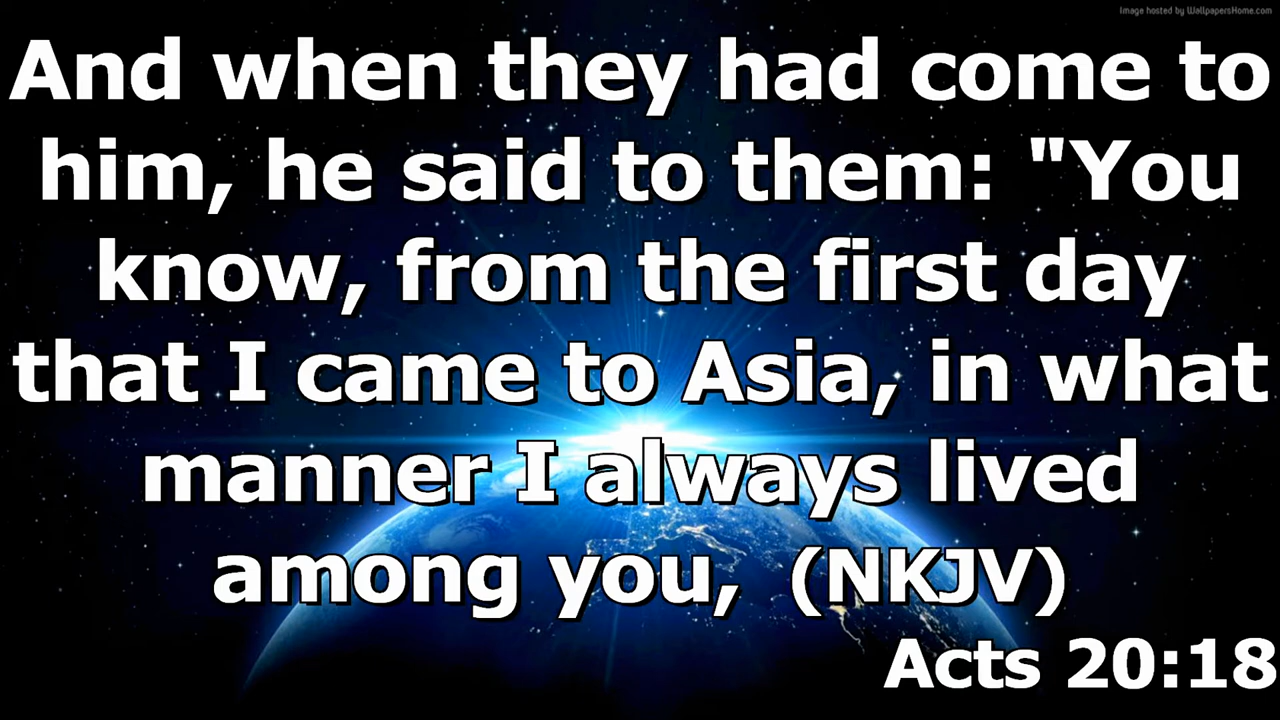 Image hosted by WallpapersHome.com
And when they had come to
him, he said to them: "You
know, from the first day
that I came to Asia, in what
manner I always lived
among you, (NKJV)
Acts 20:18